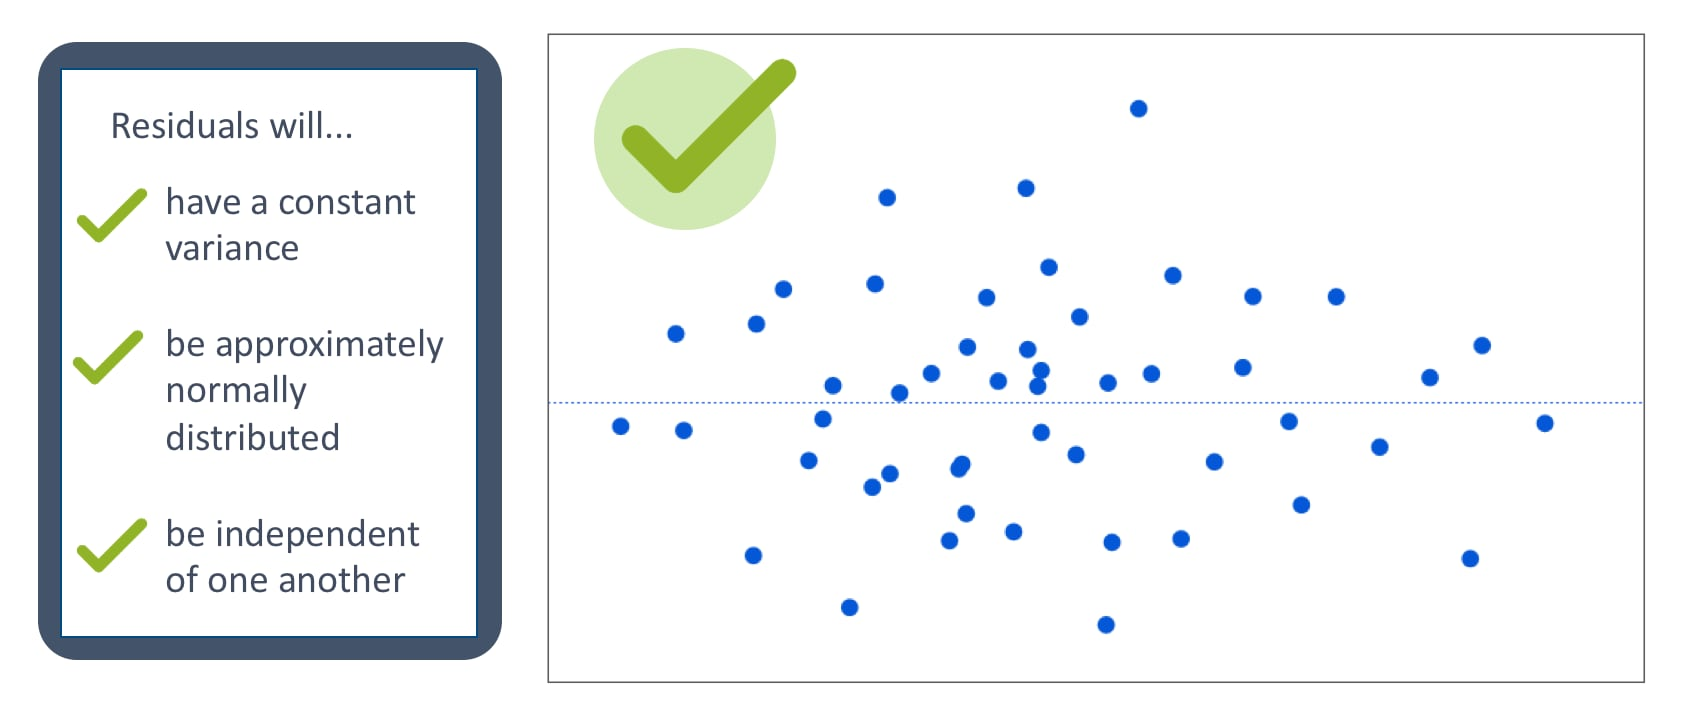 Residuals will...
have a constant
variance
be approximately
normally
distributed
be independent
of one another